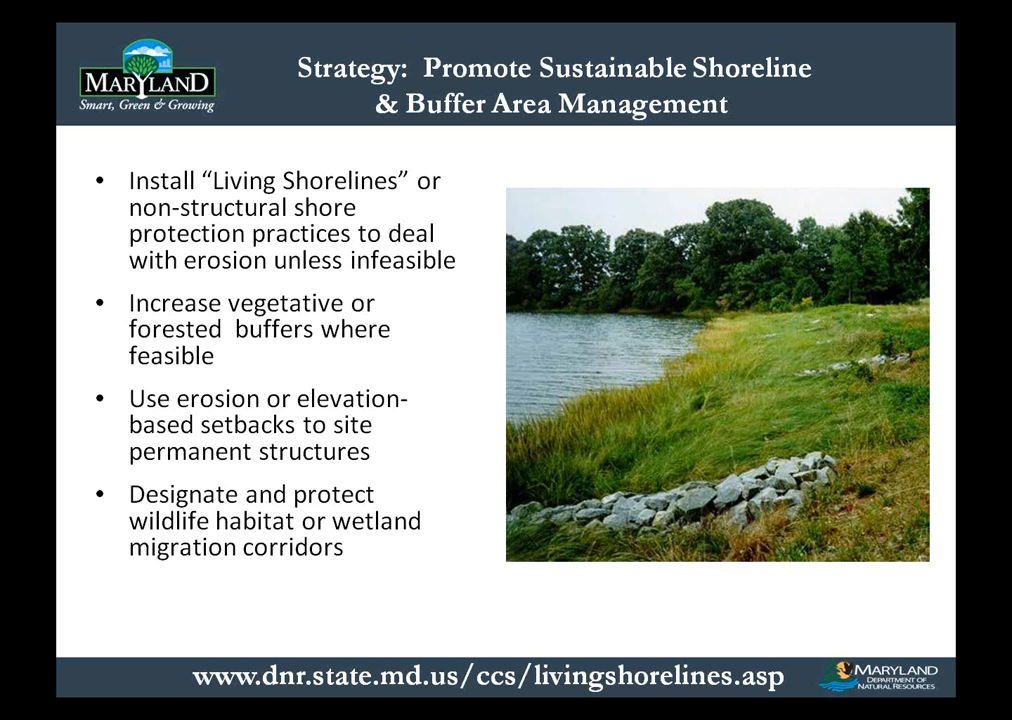 MARYLAND
Smart, Green & Growing
Strategy: Promote Sustainable Shoreline
& Buffer Area Management
• Install “Living Shorelines” or
non-structural shore
protection practices to deal
with erosion unless infeasible
• Increase vegetative or
forested buffers where
feasible
• Use erosion or elevation-
based setbacks to site
permanent structures
• Designate and protect
wildlife habitat or wetland
migration corridors
www.dnr.state.md.us/ccs/livingshorelines.asp
MARYLAND
DEPARTMENT OF
NATURAL RESOURCES